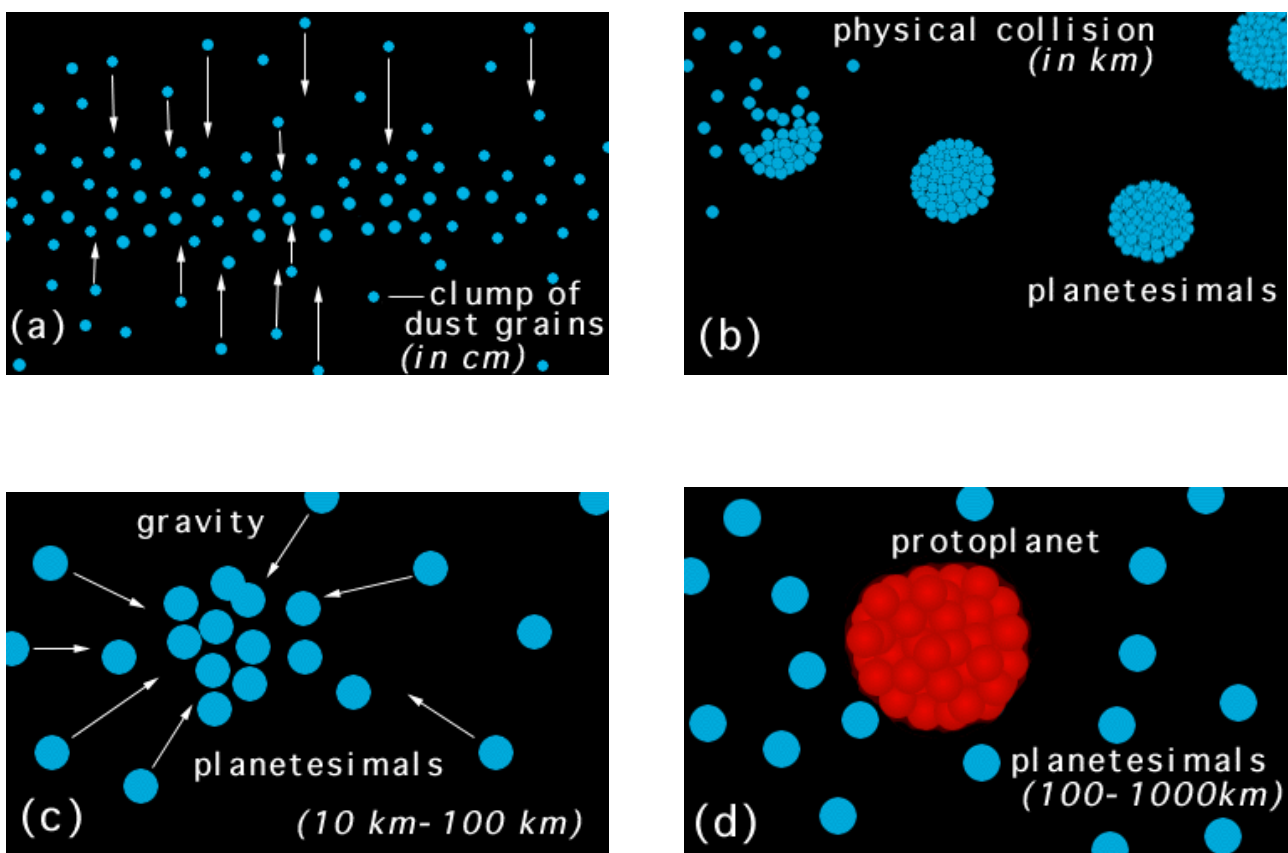 (a)
clump of
dust grains
(in cm)
physical collision
(in km)
planetesimals
(b)
gravity
planetesimals
(c)
(10 km-100 km)
protoplanet
planetesimals
(100-1000km)
(d)